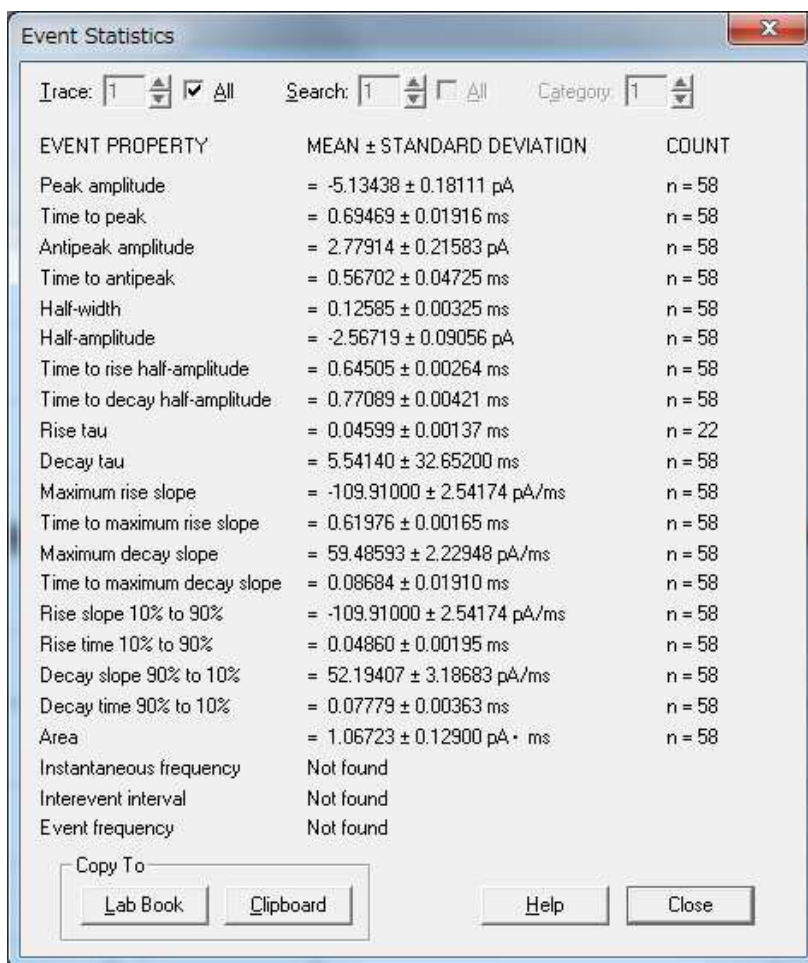 Event Statistics
Trace: 1 All Search: 1 All Category: 1
EVENT PROPERTY MEAN ± STANDARD DEVIATION COUNT
Peak amplitude = -5.13438 ± 0.18111 pA n = 58
Time to peak = 0.69469 ± 0.01916 ms n = 58
Antipeak amplitude = 2.77914 ± 0.21583 pA n = 58
Time to antipeak = 0.56702 ± 0.04725 ms n = 58
Half-width = 0.12585 ± 0.00325 ms n = 58
Half-amplitude = -2.56719 ± 0.09056 pA n = 58
Time to rise half-amplitude = 0.64505 ± 0.00264 ms n = 58
Time to decay half-amplitude = 0.77089 ± 0.00421 ms n = 58
Rise tau = 0.04599 ± 0.00137 ms n = 22
Decay tau = 5.54140 ± 32.65200 ms n = 58
Maximum rise slope = -109.91000 ± 2.54174 pA/ms n = 58
Time to maximum rise slope = 0.61976 ± 0.00165 ms n = 58
Maximum decay slope = 59.48593 ± 2.22948 pA/ms n = 58
Time to maximum decay slope = 0.08684 ± 0.01910 ms n = 58
Rise slope 10% to 90% = -109.91000 ± 2.54174 pA/ms n = 58
Rise time 10% to 90% = 0.04860 ± 0.00195 ms n = 58
Decay slope 90% to 10% = 52.19407 ± 3.18683 pA/ms n = 58
Decay time 90% to 10% = 0.07779 ± 0.00363 ms n = 58
Area = 1.06723 ± 0.12900 pA· ms n = 58
Instantaneous frequency Not found
Interevent interval Not found
Event frequency Not found
Copy To
Lab Book Clipboard Help Close